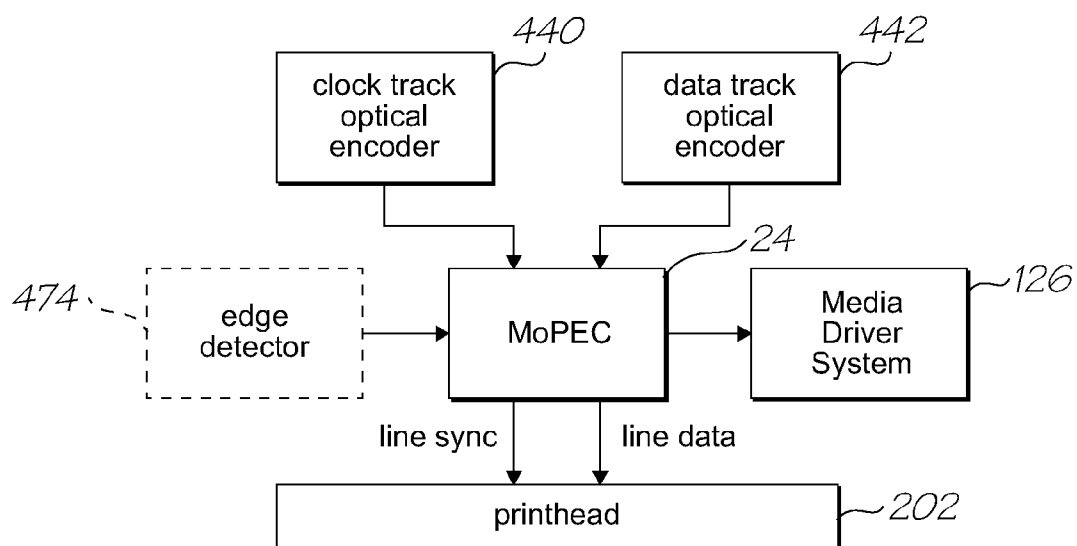 440
442
clock track
optical
encoder
data track
optical
encoder
24
126
474
edge
detector
MoPEC
Media
Driver
System
line sync
line data
printhead
202